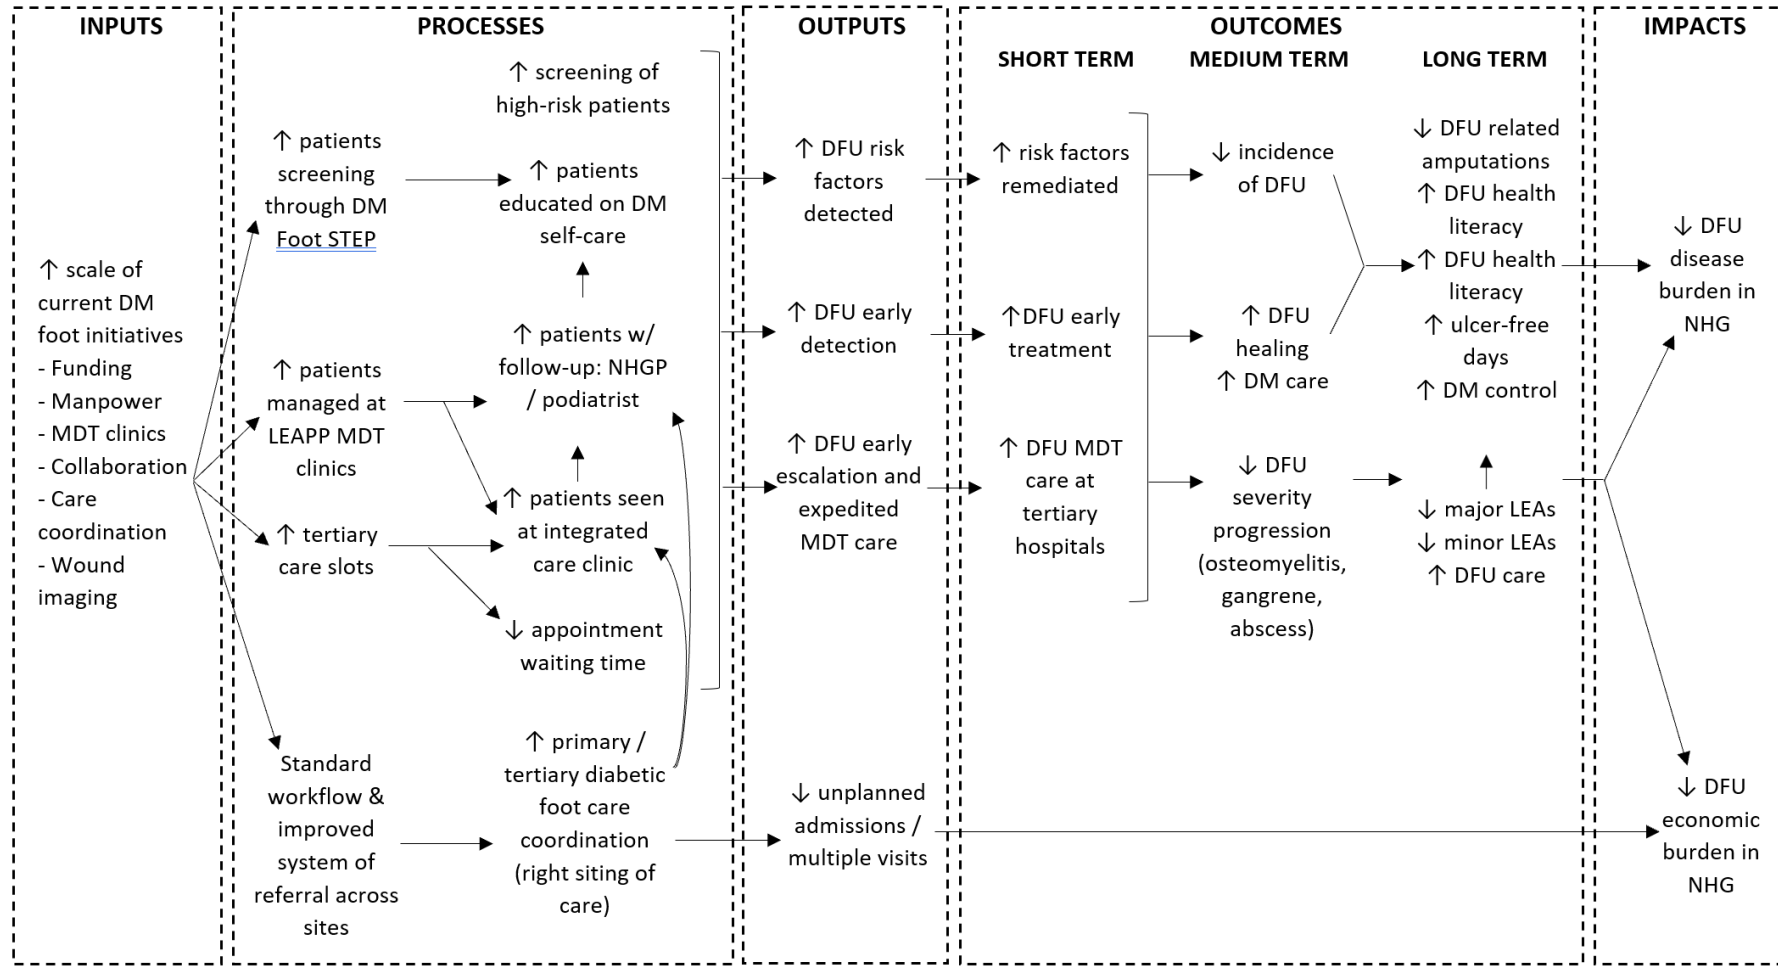 INPUTS
↑ scale of
current DM
foot initiatives
- Funding
- Manpower
- MDT clinics
- Collaboration
- Care
coordination
- Wound
imaging
PROCESSES
↑ patients
screening
through DM
Foot STEP
↑ patients
managed at
LEAPP MDT
clinics
↑ tertiary
care slots
Standard
workflow &
improved
system of
referral across
sites
↑ screening of
high-risk patients
↑ patients
educated on DM
self-care
↑ patients w/
follow-up: NHGP
/ podiatrist
↑ patients seen
at integrated
care clinic
↓ appointment
waiting time
↑ primary /
tertiary diabetic
foot care
coordination
(right siting of
care)
OUTPUTS
↑ DFU risk
factors
detected
↑ DFU early
detection
↑ DFU early
escalation and
expedited
MDT care
↓ unplanned
admissions /
multiple visits
OUTCOMES
SHORT TERM
↑ risk factors
remediated
↑DFU early
treatment
↑ DFU MDT
care at
tertiary
hospitals
MEDIUM TERM
↓ incidence
of DFU
↑ DFU
healing
↑ DM care
↓ DFU
severity
progression
(osteomyelitis,
gangrene,
abscess)
LONG TERM
↓ DFU related
amputations
↑ DFU health
literacy
↑ DFU health
literacy
↑ ulcer-free
days
↑ DM control
↓ major LEAs
↓ minor LEAs
↑ DFU care
IMPACTS
↓ DFU
disease
burden in
NHG
↓ DFU
economic
burden in
NHG